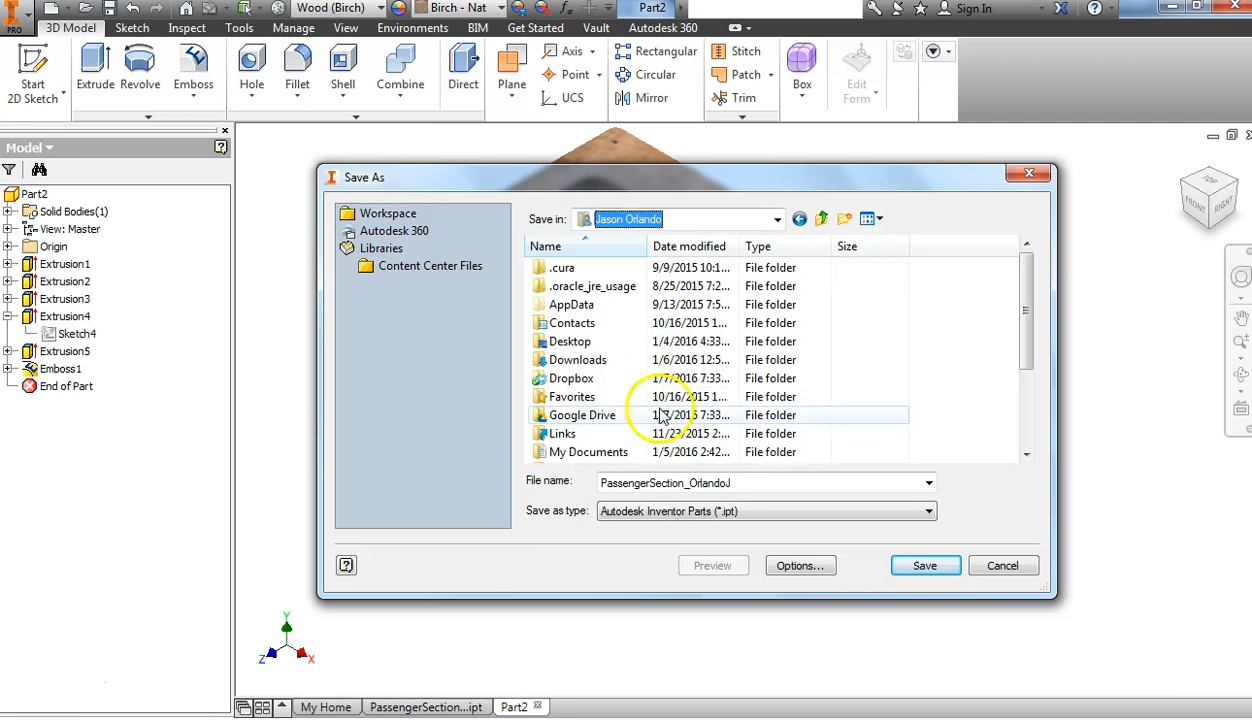 Wood (Birch)
Birch - Nat
Part2
Sign In
PRO
3D Model
Sketch
Inspect
Tools
Manage
View
Environments
BIM
Get Started
Vault
Autodesk 360
Start
2D Sketch
Extrude
Revolve
Emboss
Hole
Fillet
Shell
Combine
Direct
Plane
Axis
Point
UCS
Rectangular
Circular
Mirror
Stitch
Patch
Trim
Box
Edit
Form
Model
Part2
Solid Bodies(1)
View: Master
Origin
Extrusion1
Extrusion2
Extrusion3
Extrusion4
Sketch4
Extrusion5
Emboss1
End of Part
TOP
FRONT
RIGHT
Save As
Workspace
Autodesk 360
Libraries
Content Center Files
Save in:
Jason Orlando
Name Date modified Type Size
.cura 9/9/2015 10:1... File folder
.oracle_jre_usage 8/25/2015 7:2... File folder
AppData 9/13/2015 7:5... File folder
Contacts 10/16/2015 1... File folder
Desktop 1/4/2016 4:33... File folder
Downloads 1/6/2016 12:5... File folder
Dropbox 1/7/2016 7:33... File folder
Favorites 10/16/2015 1... File folder
Google Drive File folder
Links 11/23/2015 2:... File folder
My Documents 1/5/2016 2:42... File folder
File name: PassengerSection_OrlandoJ
Save as type: Autodesk Inventor Parts (*.ipt)
Preview
Options...
Save
Cancel
Y
Z
X
My Home
PassengerSection...ipt
Part2